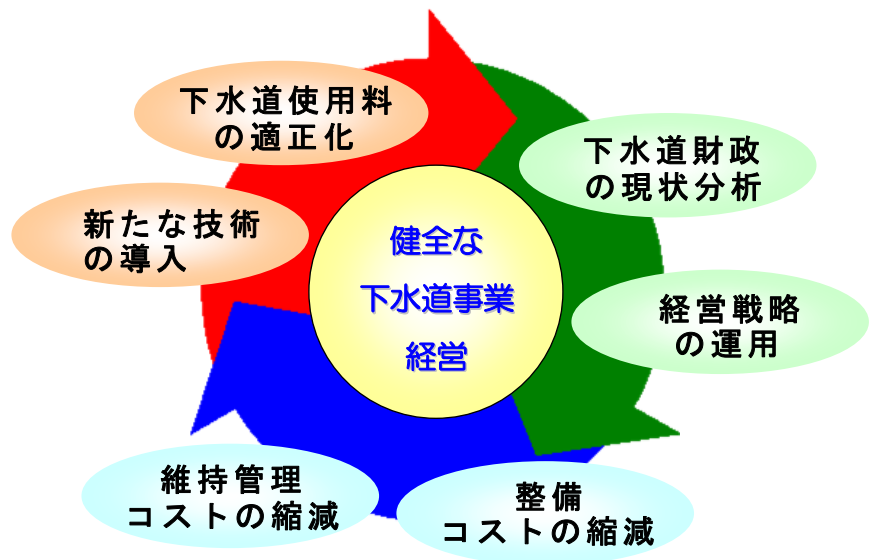 下水道使用料
の適正化
下水道財政
の現状分析
新たな技術
の導入
健全な
下水道事業
経営
経営戦略
の運用
維持管理
コストの縮減
整備
コストの縮減